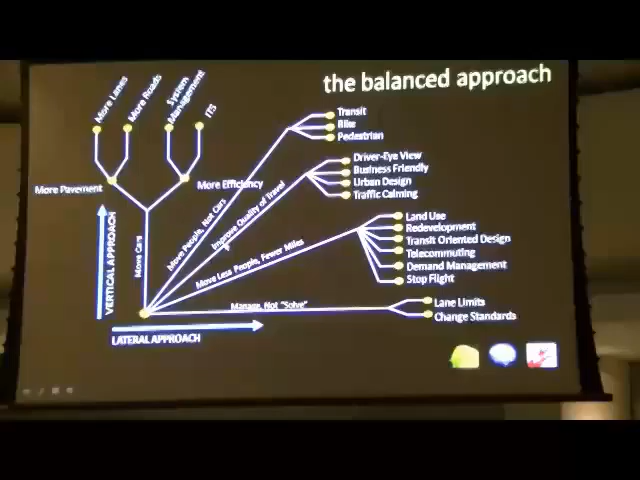 the balanced approach
More Lanes
More Roads
System
Management
ITS
More Pavement
More Efficiency
Move Cars
VERTICAL APPROACH
LATERAL APPROACH
Move People, Not Cars
Transit
Bike
Pedestrian
Improve Quality of Travel
Driver-Eye View
Business Friendly
Urban Design
Traffic Calming
Move Less People, Fewer Miles
Land Use
Redevelopment
Transit Oriented Design
Telecommuting
Demand Management
Stop Flight
Manage, Not "Solve"
Lane Limits
Change Standards